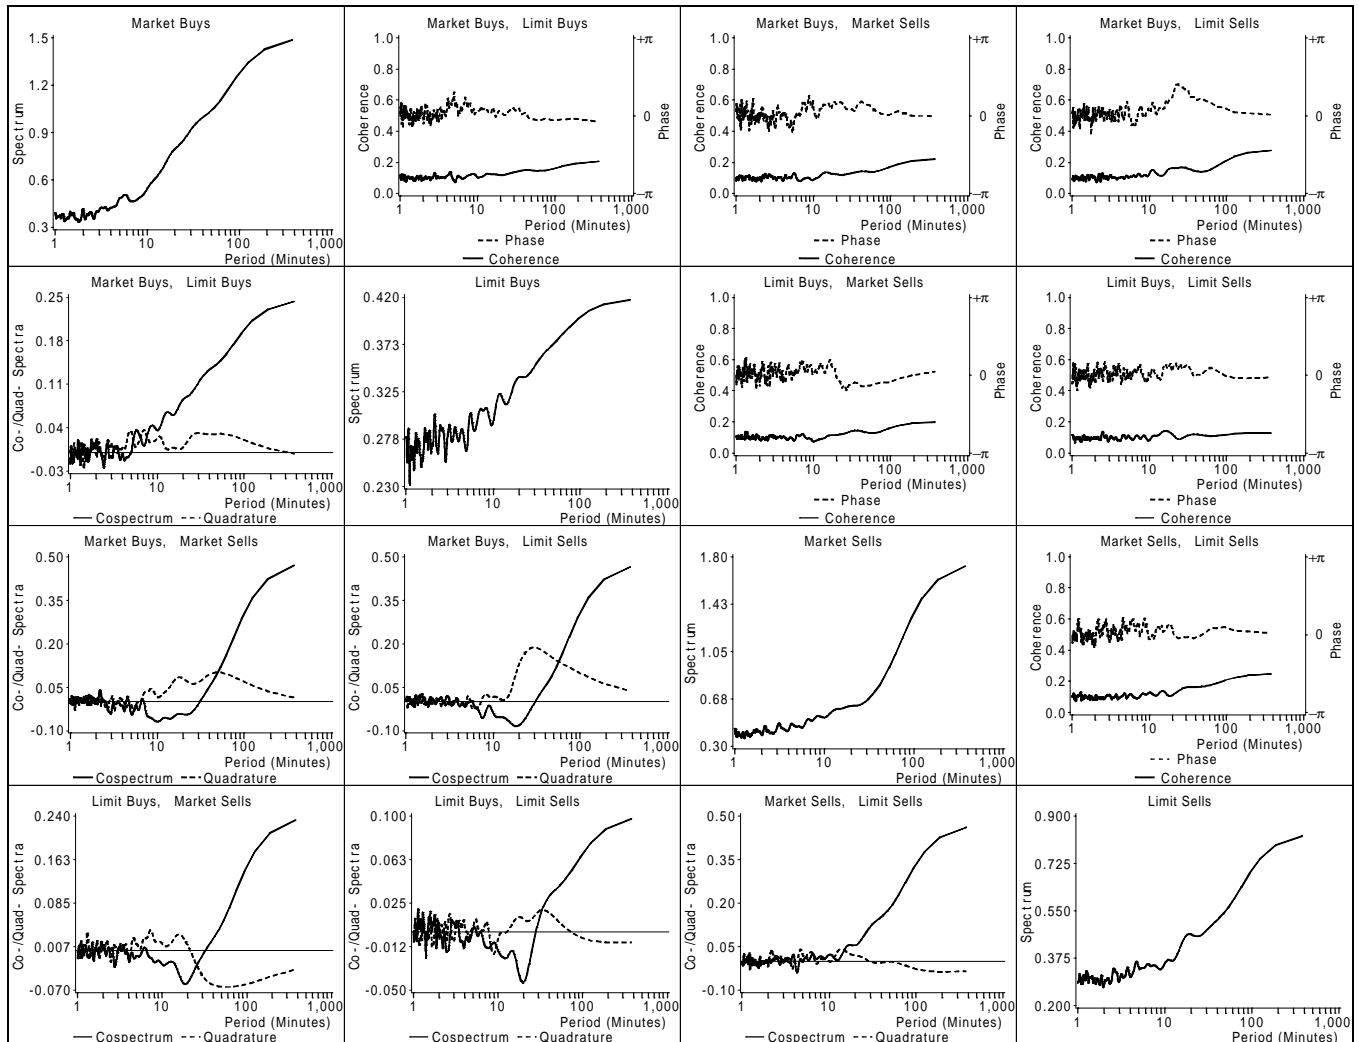 Market Buys
Spectrum
1.5
1.2
0.9
0.6
0.3
1 10 100 1,000
Period (Minutes)
Market Buys, Limit Buys
Coherence
1.0
0.8
0.6
0.4
0.2
0.0
+π
0
−π
Phase
1 10 100 1,000
Period (Minutes)
Phase
Coherence
Market Buys, Market Sells
Coherence
1.0
0.8
0.6
0.4
0.2
0.0
+π
0
−π
Phase
1 10 100 1,000
Period (Minutes)
Phase
Coherence
Market Buys, Limit Sells
Coherence
1.0
0.8
0.6
0.4
0.2
0.0
+π
0
−π
Phase
1 10 100 1,000
Period (Minutes)
Phase
Coherence
Market Buys, Limit Buys
Co-/Quad- Spectra
0.25
0.18
0.11
0.04
-0.03
1 10 100 1,000
Period (Minutes)
Cospectrum Quadrature
Limit Buys
Spectrum
0.420
0.373
0.325
0.278
0.230
1 10 100 1,000
Period (Minutes)
Limit Buys, Market Sells
Coherence
1.0
0.8
0.6
0.4
0.2
0.0
+π
0
−π
Phase
1 10 100 1,000
Period (Minutes)
Phase
Coherence
Limit Buys, Limit Sells
Coherence
1.0
0.8
0.6
0.4
0.2
0.0
+π
0
−π
Phase
1 10 100 1,000
Period (Minutes)
Phase
Coherence
Market Buys, Market Sells
Co-/Quad- Spectra
0.50
0.35
0.20
0.05
-0.10
1 10 100 1,000
Period (Minutes)
Cospectrum Quadrature
Market Buys, Limit Sells
Co-/Quad- Spectra
0.50
0.35
0.20
0.05
-0.10
1 10 100 1,000
Period (Minutes)
Cospectrum Quadrature
Market Sells
Spectrum
1.80
1.43
1.05
0.68
0.30
1 10 100 1,000
Period (Minutes)
Market Sells, Limit Sells
Coherence
1.0
0.8
0.6
0.4
0.2
0.0
+π
0
−π
Phase
1 10 100 1,000
Period (Minutes)
Phase
Coherence
Limit Buys, Market Sells
Co-/Quad- Spectra
0.240
0.163
0.085
0.007
-0.070
1 10 100 1,000
Period (Minutes)
Cospectrum Quadrature
Limit Buys, Limit Sells
Co-/Quad- Spectra
0.100
0.063
0.025
-0.012
-0.050
1 10 100 1,000
Period (Minutes)
Cospectrum Quadrature
Market Sells, Limit Sells
Co-/Quad- Spectra
0.50
0.35
0.20
0.05
-0.10
1 10 100 1,000
Period (Minutes)
Cospectrum Quadrature
Limit Sells
Spectrum
0.900
0.725
0.550
0.375
0.200
1 10 100 1,000
Period (Minutes)